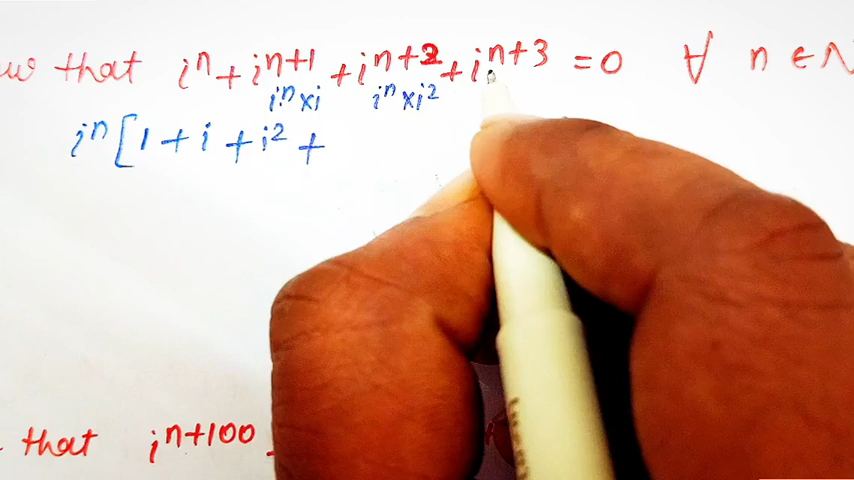 that iⁿ + iⁿ⁺¹ + iⁿ⁺² + iⁿ⁺³ = 0 ∀ n ∈ N
iⁿ × i iⁿ × i²
iⁿ [1 + i + i² +
that iⁿ⁺¹⁰⁰